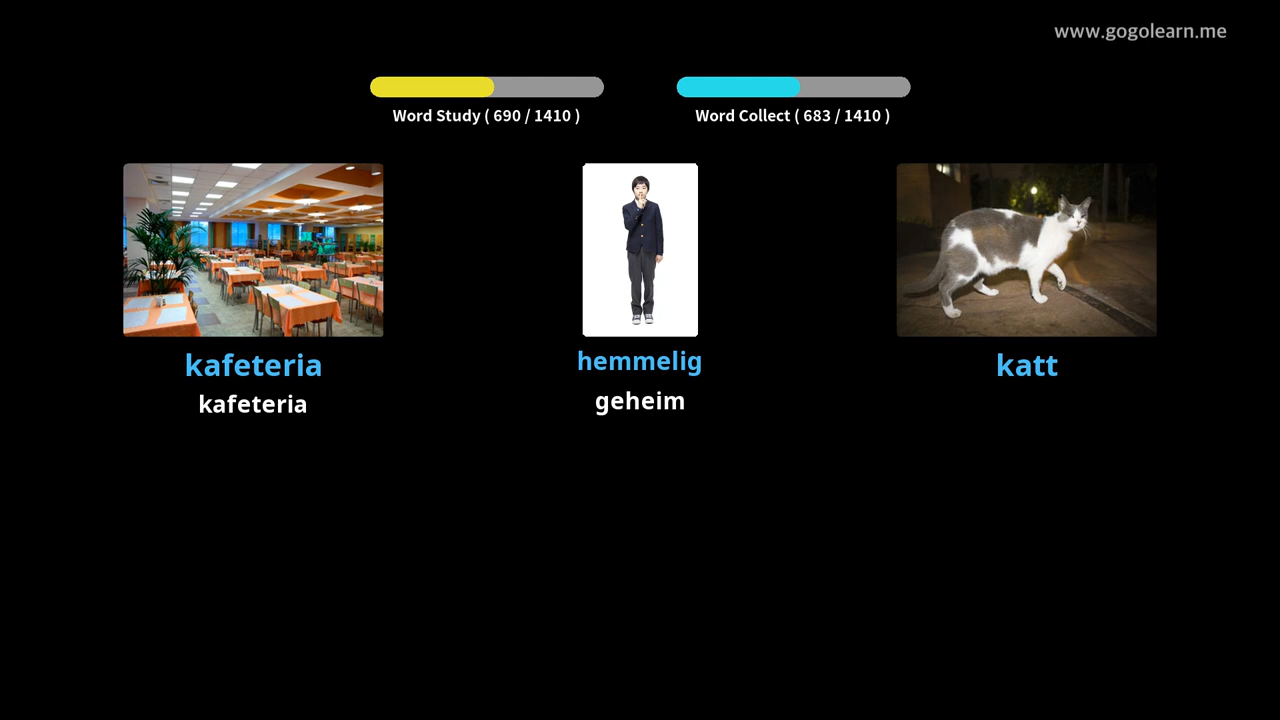 www.gogolearn.me
Word Study ( 690 / 1410 )
Word Collect ( 683 / 1410 )
kafeteria
kafeteria
hemmelig
geheim
katt